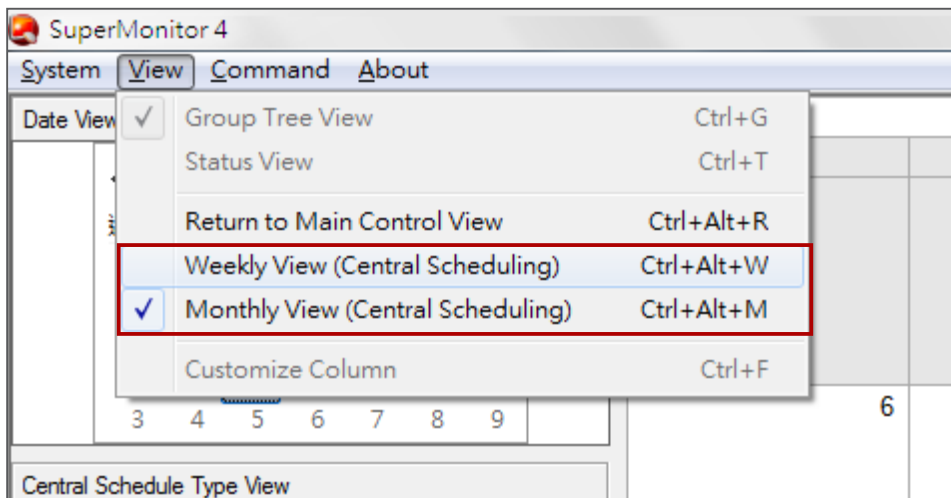 SuperMonitor 4
System View Command About
Date View
Group Tree View Ctrl+G
Status View Ctrl+T
Return to Main Control View Ctrl+Alt+R
Weekly View (Central Scheduling) Ctrl+Alt+W
Monthly View (Central Scheduling) Ctrl+Alt+M
Customize Column Ctrl+F
3 4 5 6 7 8 9
6
Central Schedule Type View